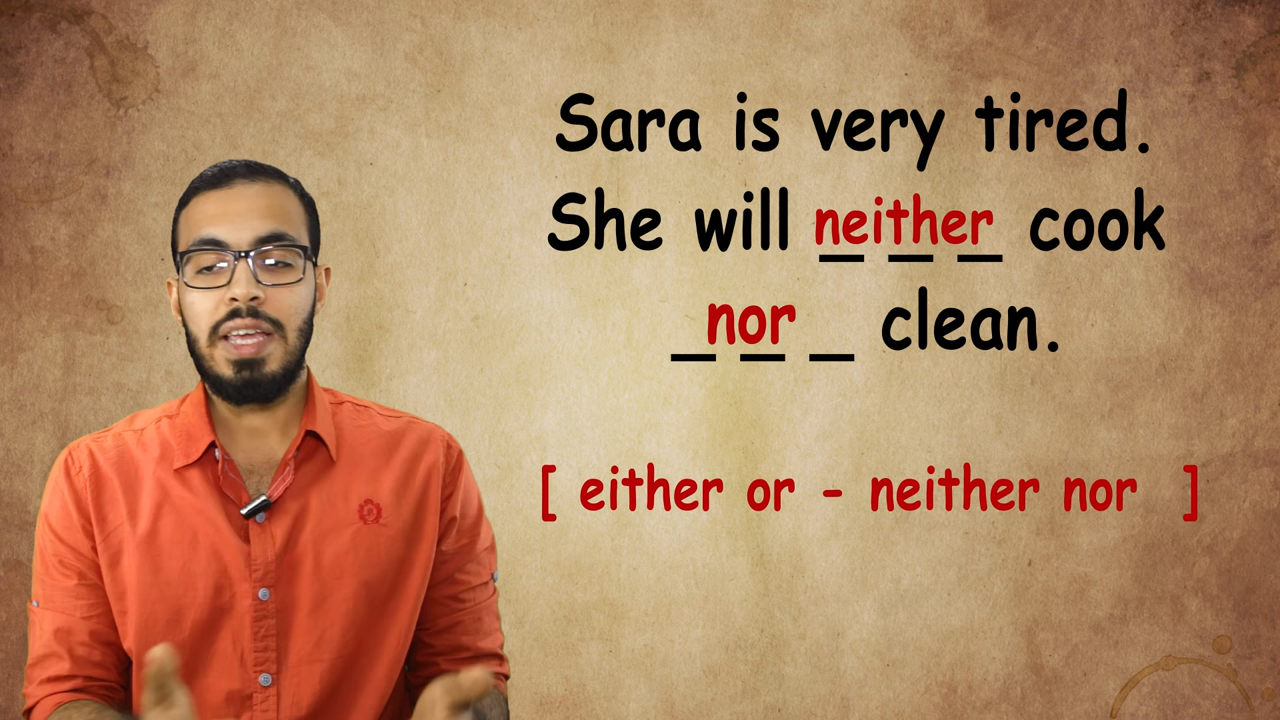 Sara is very tired.
She will neither cook
nor clean.
[ either or - neither nor ]